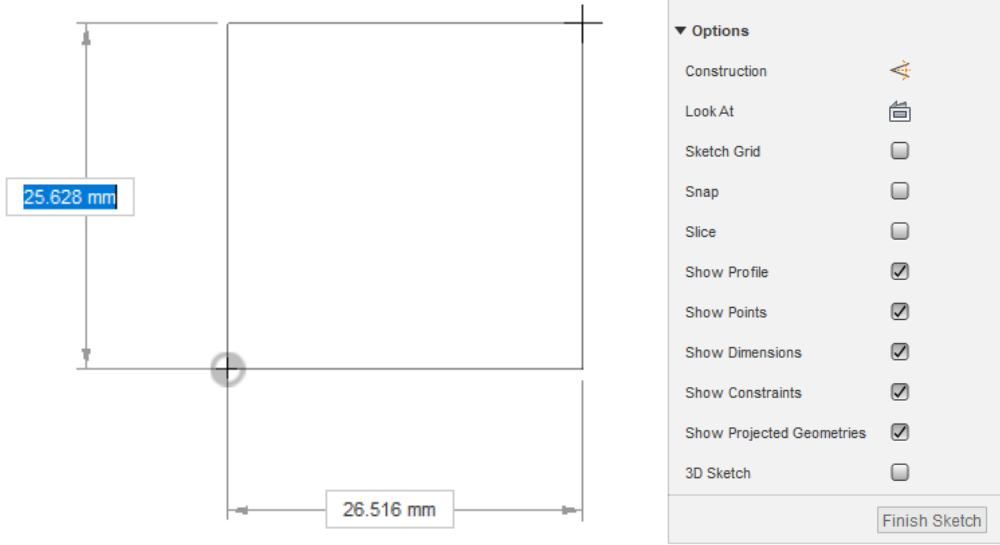 25.628 mm
26.516 mm
Options
Construction
Look At
Sketch Grid
Snap
Slice
Show Profile
Show Points
Show Dimensions
Show Constraints
Show Projected Geometries
3D Sketch
Finish Sketch